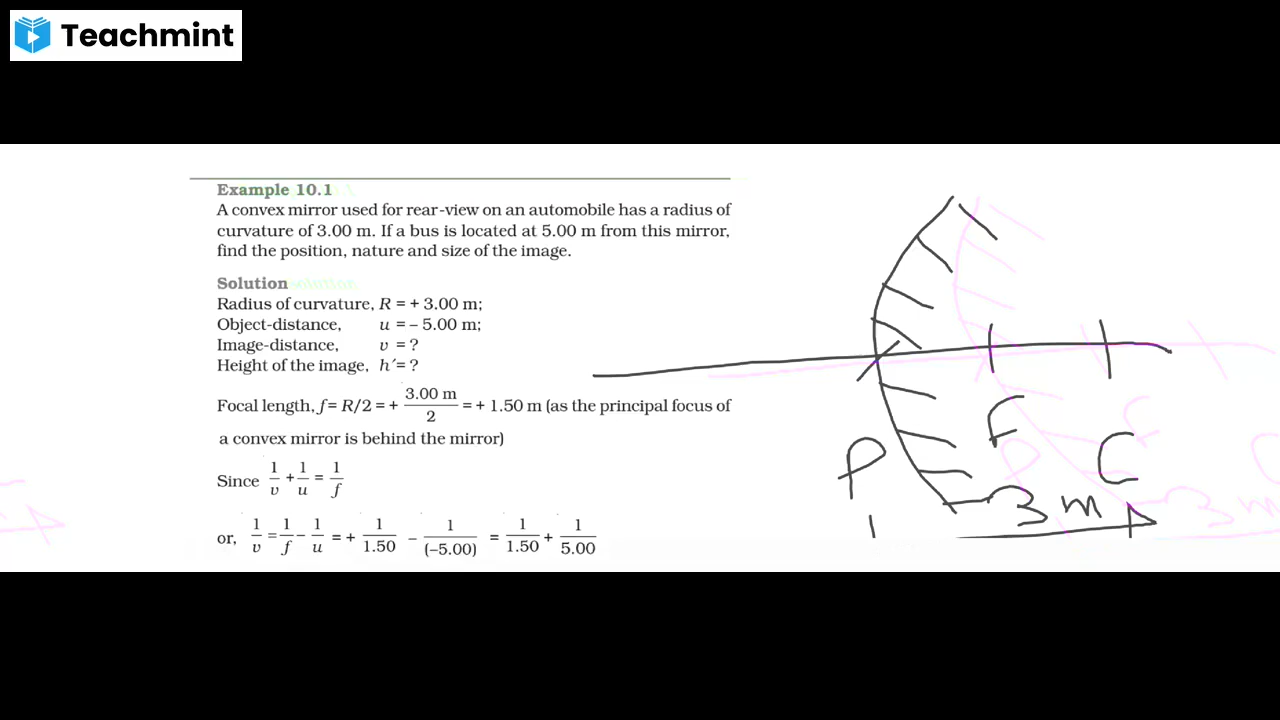 Teachmint
Example 10.1
A convex mirror used for rear-view on an automobile has a radius of
curvature of 3.00 m. If a bus is located at 5.00 m from this mirror,
find the position, nature and size of the image.
Solution
Radius of curvature, R = + 3.00 m;
Object-distance, u = – 5.00 m;
Image-distance, v = ?
Height of the image, h′= ?
Focal length, f = R/2 = + 3.00 m / 2 = + 1.50 m (as the principal focus of
a convex mirror is behind the mirror)
Since 1/v + 1/u = 1/f
or, 1/v = 1/f – 1/u = + 1/1.50 – 1/(–5.00) = 1/1.50 + 1/5.00
P
F
C
3 m